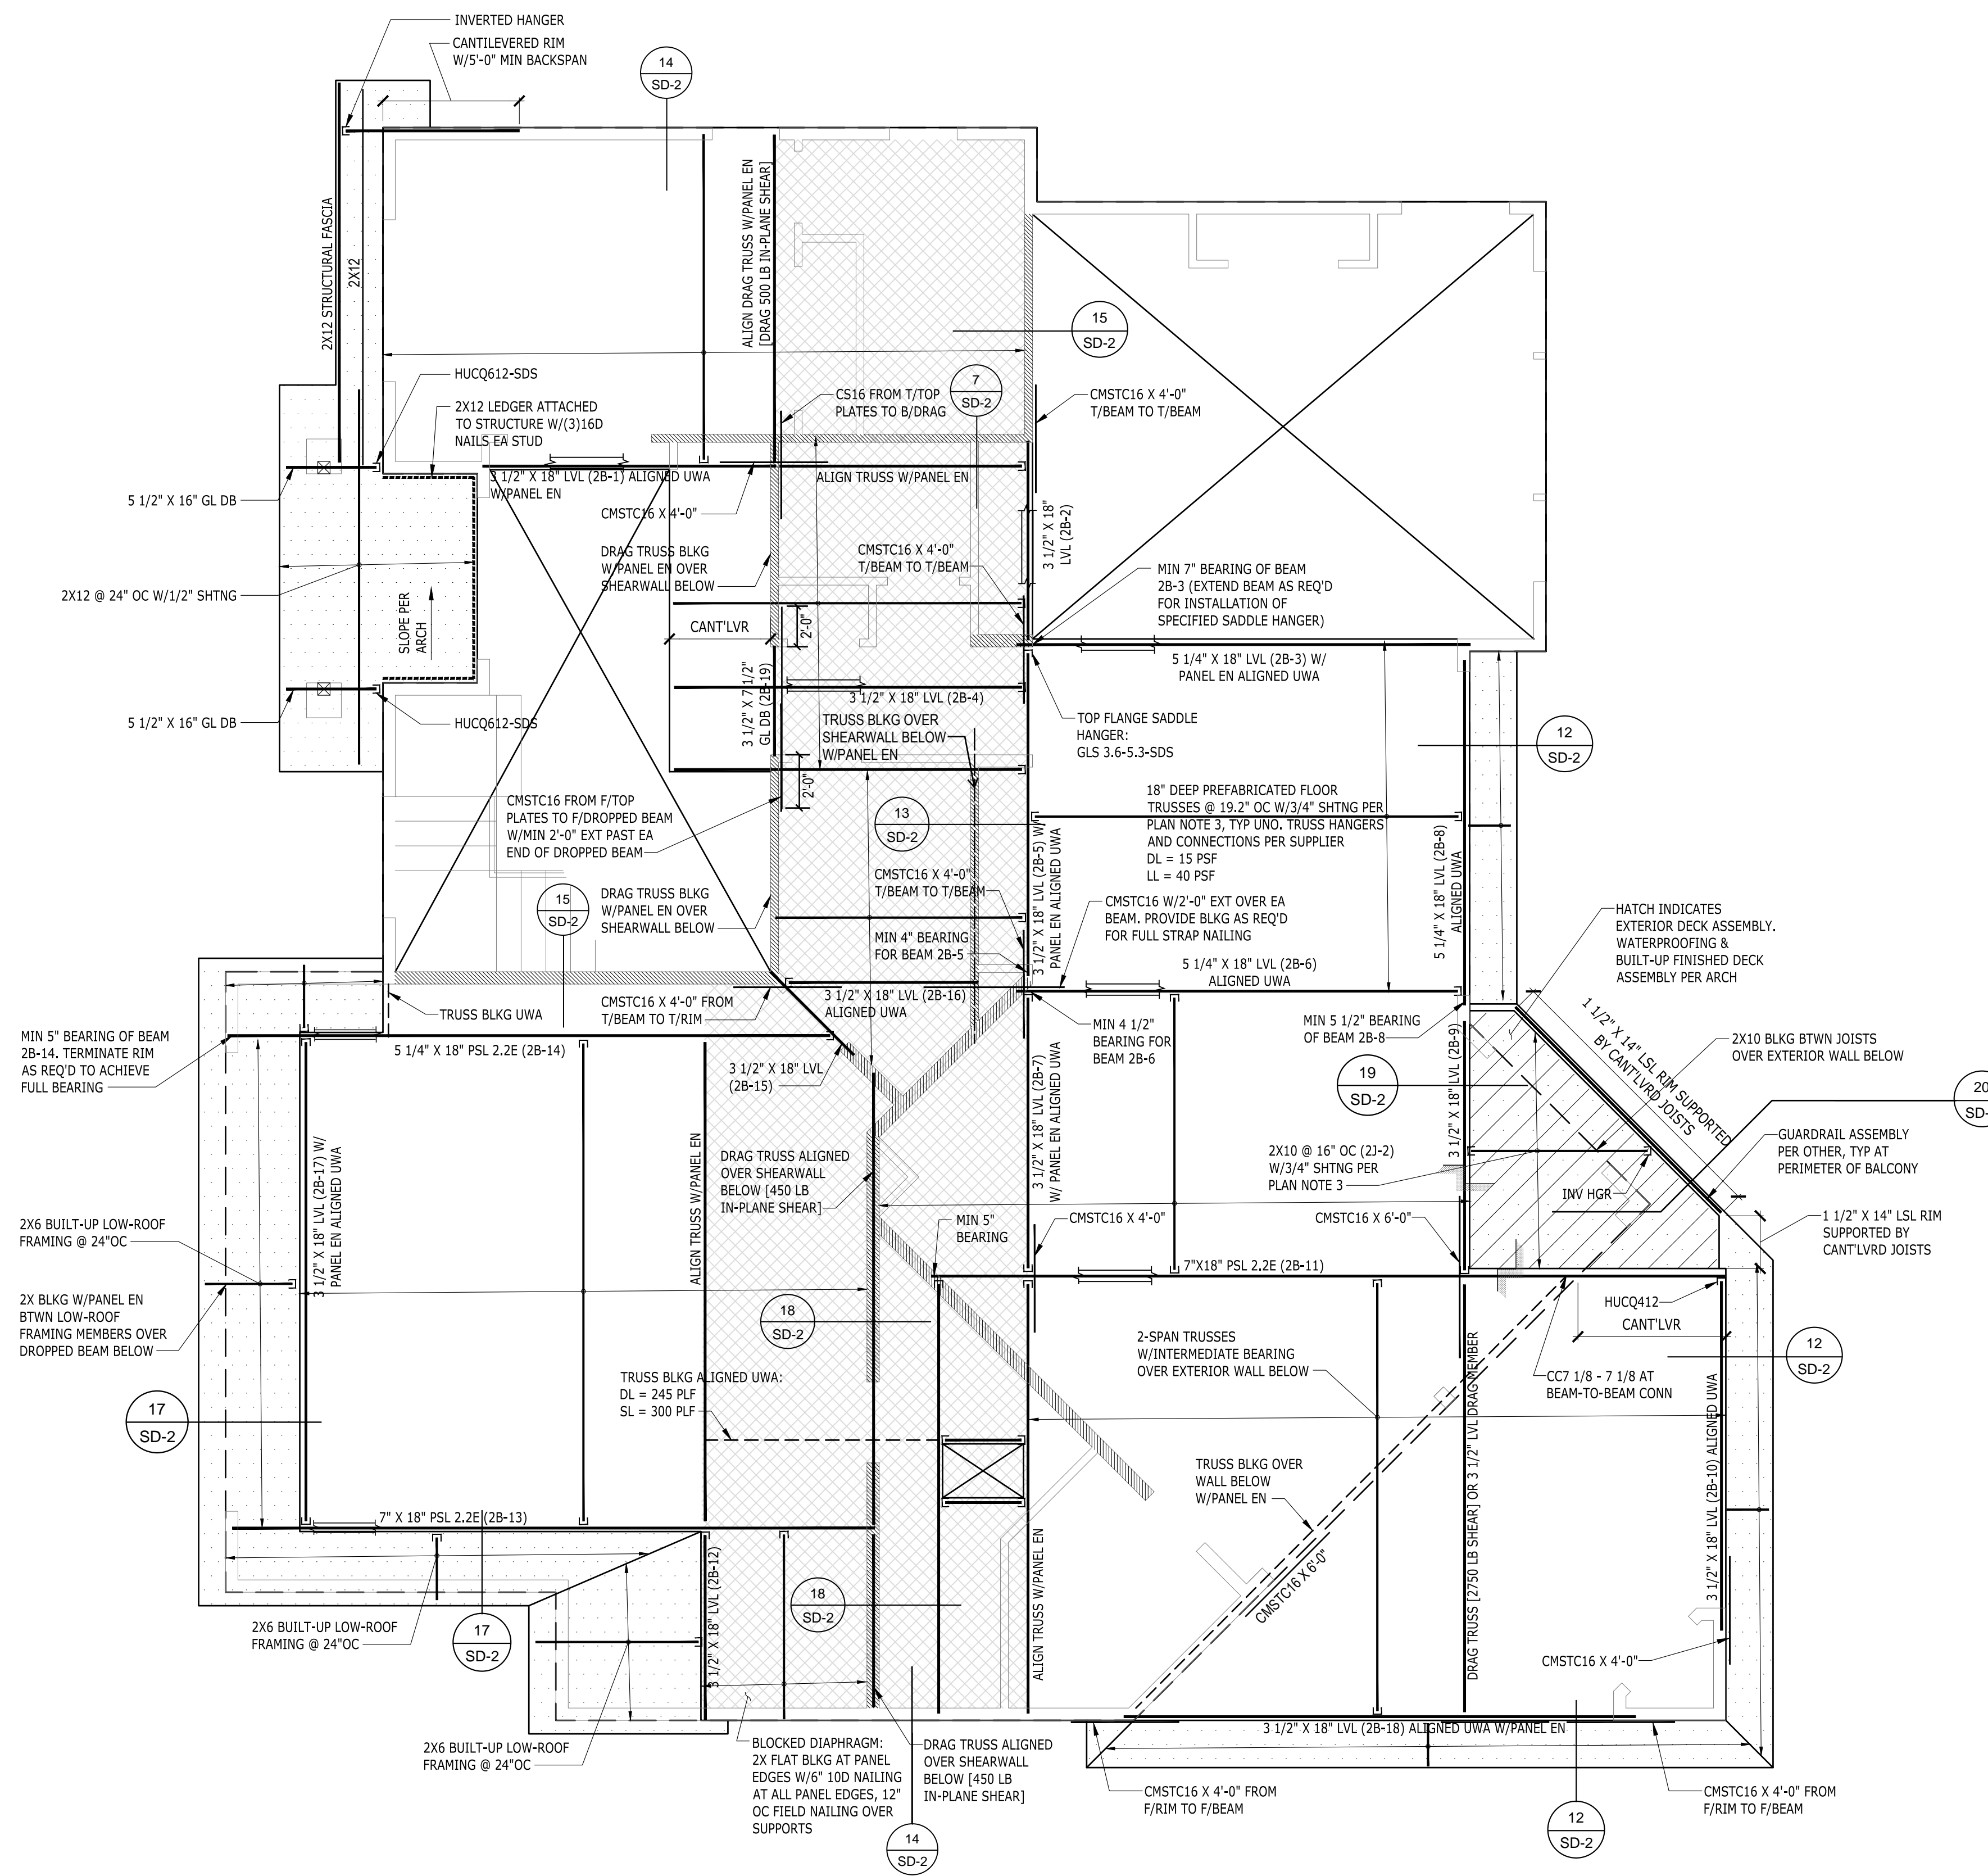 INVERTED HANGER
CANTILEVERED RIM
W/5'-0" MIN BACKSPAN
14
SD-2
2X12 STRUCTURAL FASCIA
2X12
ALIGN DRAG TRUSS W/PANEL EN
[DRAG 500 LB IN-PLANE SHEAR]
15
SD-2
HUCQ612-SDS
2X12 LEDGER ATTACHED
TO STRUCTURE W/(3)16D
NAILS EA STUD
CS16 FROM T/TOP
PLATES TO B/DRAG
7
SD-2
CMSTC16 X 4'-0"
T/BEAM TO T/BEAM
5 1/2" X 16" GL DB
3 1/2" X 18" LVL (2B-1) ALIGNED UWA
W/PANEL EN
ALIGN TRUSS W/PANEL EN
CMSTC16 X 4'-0"
3 1/2" X 18"
LVL (2B-2)
DRAG TRUSS BLKG
W/PANEL EN OVER
SHEARWALL BELOW
CMSTC16 X 4'-0"
T/BEAM TO T/BEAM
MIN 7" BEARING OF BEAM
2B-3 (EXTEND BEAM AS REQ'D
FOR INSTALLATION OF
SPECIFIED SADDLE HANGER)
2X12 @ 24" OC W/1/2" SHTNG
SLOPE PER
ARCH
CANT'LVR
2'-0"
5 1/4" X 18" LVL (2B-3) W/
PANEL EN ALIGNED UWA
3 1/2" X 7 1/2"
GL DB (2B-19)
3 1/2" X 18" LVL (2B-4)
5 1/2" X 16" GL DB
HUCQ612-SDS
TRUSS BLKG OVER
SHEARWALL BELOW
W/PANEL EN
TOP FLANGE SADDLE
HANGER:
GLS 3.6-5.3-SDS
12
SD-2
2'-0"
CMSTC16 FROM F/TOP
PLATES TO F/DROPPED BEAM
W/MIN 2'-0" EXT PAST EA
END OF DROPPED BEAM
13
SD-2
18" DEEP PREFABRICATED FLOOR
TRUSSES @ 19.2" OC W/3/4" SHTNG PER
PLAN NOTE 3, TYP UNO. TRUSS HANGERS
AND CONNECTIONS PER SUPPLIER
DL = 15 PSF
LL = 40 PSF
3 1/2" X 18" LVL (2B-5) W/
PANEL EN ALIGNED UWA
5 1/4" X 18" LVL (2B-8)
ALIGNED UWA
15
SD-2
DRAG TRUSS BLKG
W/PANEL EN OVER
SHEARWALL BELOW
CMSTC16 X 4'-0"
T/BEAM TO T/BEAM
CMSTC16 W/2'-0" EXT OVER EA
BEAM. PROVIDE BLKG AS REQ'D
FOR FULL STRAP NAILING
MIN 4" BEARING
FOR BEAM 2B-5
HATCH INDICATES
EXTERIOR DECK ASSEMBLY.
WATERPROOFING &
BUILT-UP FINISHED DECK
ASSEMBLY PER ARCH
5 1/4" X 18" LVL (2B-6)
ALIGNED UWA
CMSTC16 X 4'-0" FROM
T/BEAM TO T/RIM
3 1/2" X 18" LVL (2B-16)
ALIGNED UWA
TRUSS BLKG UWA
MIN 5" BEARING OF BEAM
2B-14. TERMINATE RIM
AS REQ'D TO ACHIEVE
FULL BEARING
5 1/4" X 18" PSL 2.2E (2B-14)
MIN 4 1/2"
BEARING FOR
BEAM 2B-6
MIN 5 1/2" BEARING
OF BEAM 2B-8
1 1/2" X 14" LSL RIM SUPPORTED
BY CANT'LVRD JOISTS
2X10 BLKG BTWN JOISTS
OVER EXTERIOR WALL BELOW
3 1/2" X 18" LVL
(2B-15)
19
SD-2
20
3 1/2" X 18" LVL (2B-7)
W/ PANEL EN ALIGNED UWA
3 1/2" X 18" LVL (2B-9)
ALIGN TRUSS W/PANEL EN
DRAG TRUSS ALIGNED
OVER SHEARWALL
BELOW [450 LB
IN-PLANE SHEAR]
2X10 @ 16" OC (2J-2)
W/3/4" SHTNG PER
PLAN NOTE 3
INV HGR
GUARDRAIL ASSEMBLY
PER OTHER, TYP AT
PERIMETER OF BALCONY
3 1/2" X 18" LVL (2B-17) W/
PANEL EN ALIGNED UWA
2X6 BUILT-UP LOW-ROOF
FRAMING @ 24"OC
MIN 5"
BEARING
CMSTC16 X 4'-0"
CMSTC16 X 6'-0"
1 1/2" X 14" LSL RIM
SUPPORTED BY
CANT'LVRD JOISTS
7"X18" PSL 2.2E (2B-11)
2X BLKG W/PANEL EN
BTWN LOW-ROOF
FRAMING MEMBERS OVER
DROPPED BEAM BELOW
18
SD-2
HUCQ412
CANT'LVR
2-SPAN TRUSSES
W/INTERMEDIATE BEARING
OVER EXTERIOR WALL BELOW
12
SD-2
CC7 1/8 - 7 1/8 AT
BEAM-TO-BEAM CONN
TRUSS BLKG ALIGNED UWA:
DL = 245 PLF
SL = 300 PLF
17
SD-2
DRAG TRUSS [2750 LB SHEAR] OR 3 1/2" LVL DRAG MEMBER
3 1/2" X 18" LVL (2B-10) ALIGNED UWA
TRUSS BLKG OVER
WALL BELOW
W/PANEL EN
7" X 18" PSL 2.2E (2B-13)
CMSTC16 X 6'-0"
3 1/2" X 18" LVL (2B-12)
ALIGN TRUSS W/PANEL EN
18
SD-2
2X6 BUILT-UP LOW-ROOF
FRAMING @ 24"OC
17
SD-2
CMSTC16 X 4'-0"
3 1/2" X 18" LVL (2B-18) ALIGNED UWA W/PANEL EN
2X6 BUILT-UP LOW-ROOF
FRAMING @ 24"OC
BLOCKED DIAPHRAGM:
2X FLAT BLKG AT PANEL
EDGES W/6" 10D NAILING
AT ALL PANEL EDGES, 12"
OC FIELD NAILING OVER
SUPPORTS
DRAG TRUSS ALIGNED
OVER SHEARWALL
BELOW [450 LB
IN-PLANE SHEAR]
CMSTC16 X 4'-0" FROM
F/RIM TO F/BEAM
CMSTC16 X 4'-0" FROM
F/RIM TO F/BEAM
12
SD-2
14
SD-2